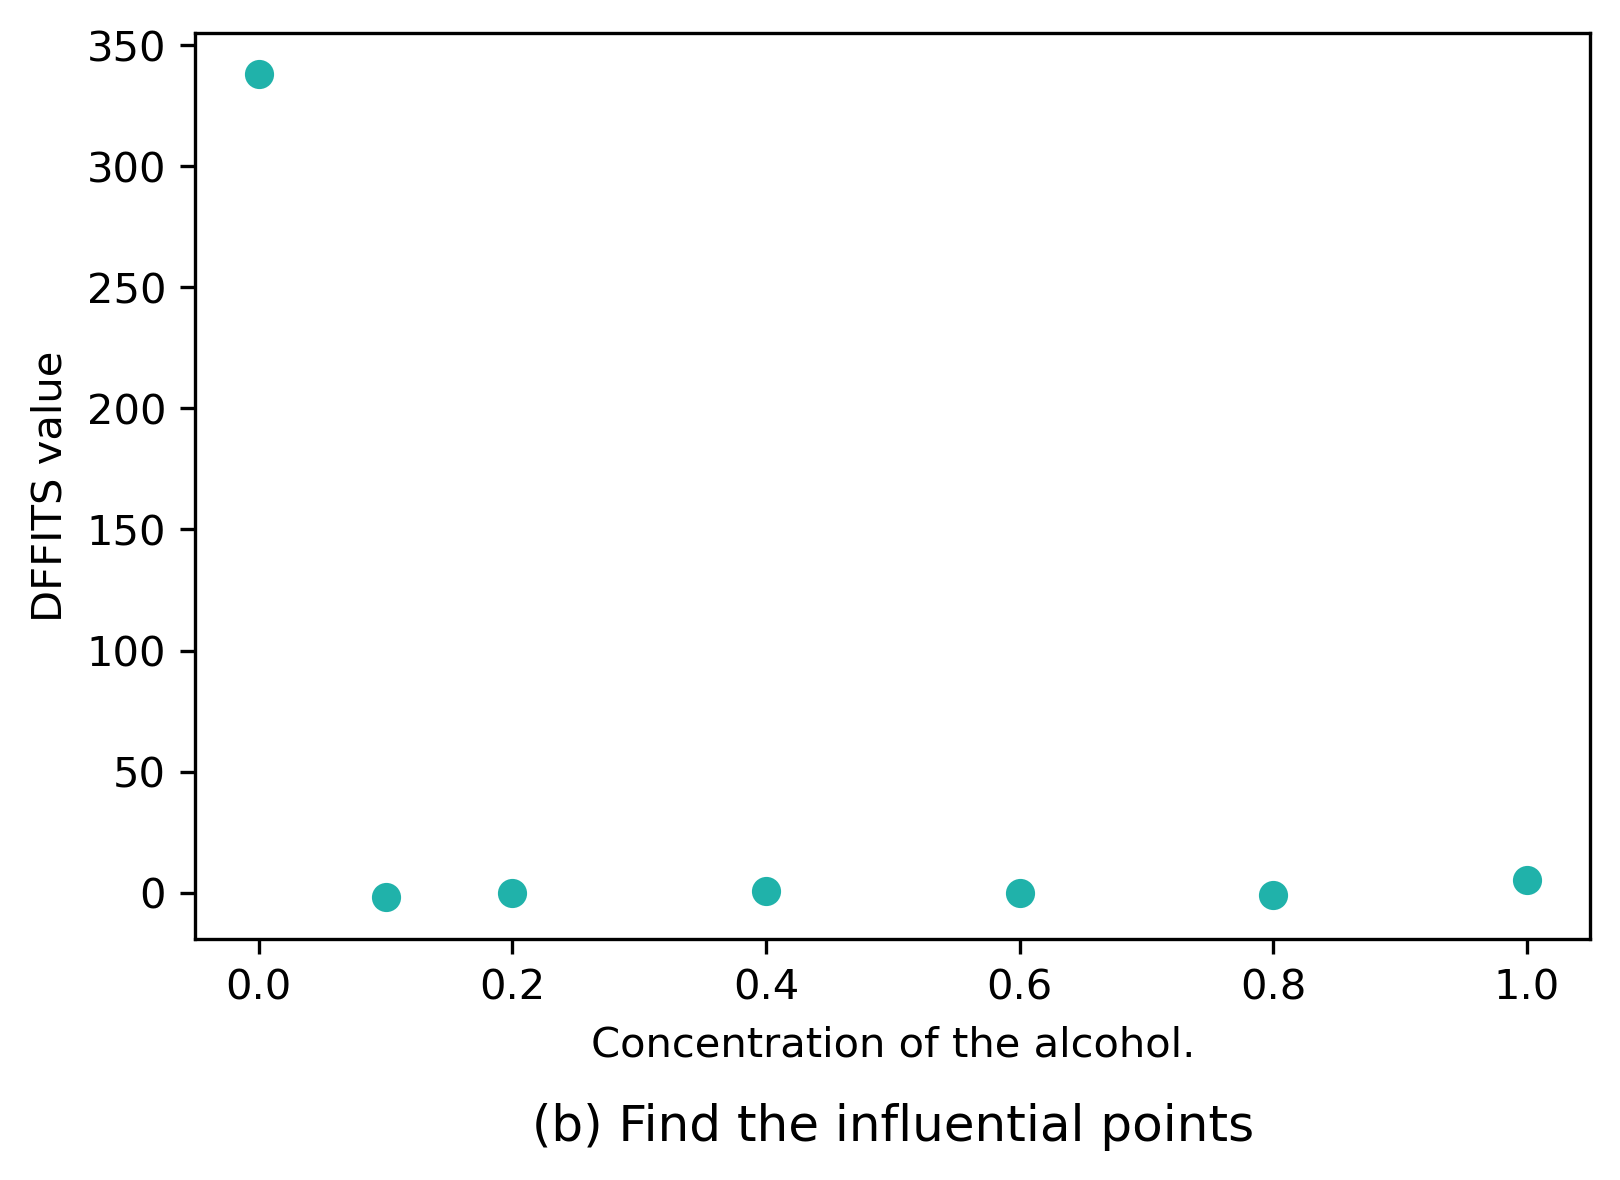 350
300
250
200
150
100
50
0
DFFITS value
0.0 0.2 0.4 0.6 0.8 1.0
Concentration of the alcohol.
(b) Find the influential points